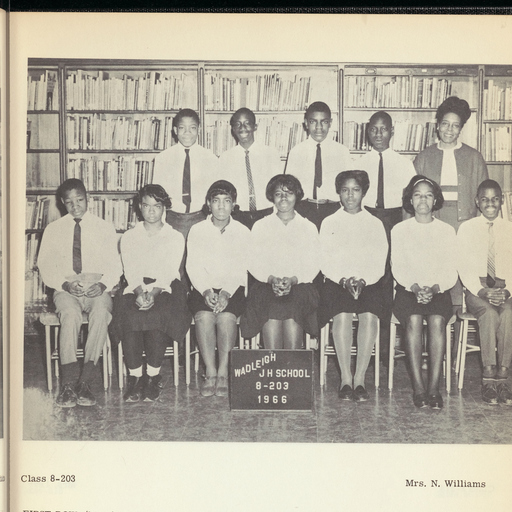 WADLEIGH
J H SCHOOL
8-203
1966
Class 8-203
Mrs. N. Williams